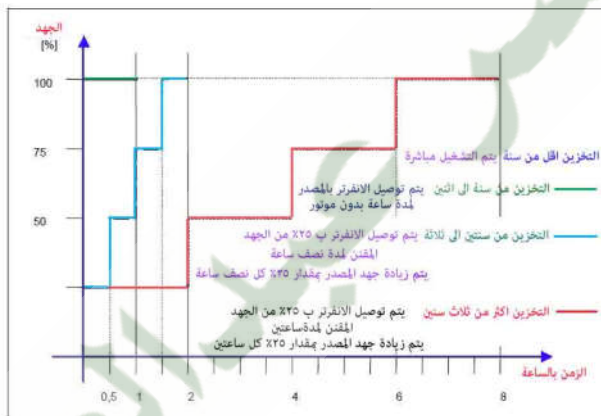 الجهد
[%]
100
75
50
التخزين اقل من سنة يتم التشغيل مباشرة
التخزين من سنة الى اثنين يتم توصيل الانفرتر بالمصدر
لمدة ساعة بدون موتور
التخزين من سنتين الى ثلاثة يتم توصيل الانفرتر ب ٢٥٪ من الجهد
المقنن لمدة نصف ساعة
يتم زيادة جهد المصدر بمقدار ٢٥٪ كل نصف ساعة
التخزين اكثر من ثلاث سنين يتم توصيل الانفرتر ب ٢٥٪ من الجهد
المقنن لمدةساعتين
يتم زيادة جهد المصدر بمقدار ٢٥٪ كل ساعتين
0,5 1 2 4 6 8
الزمن بالساعة